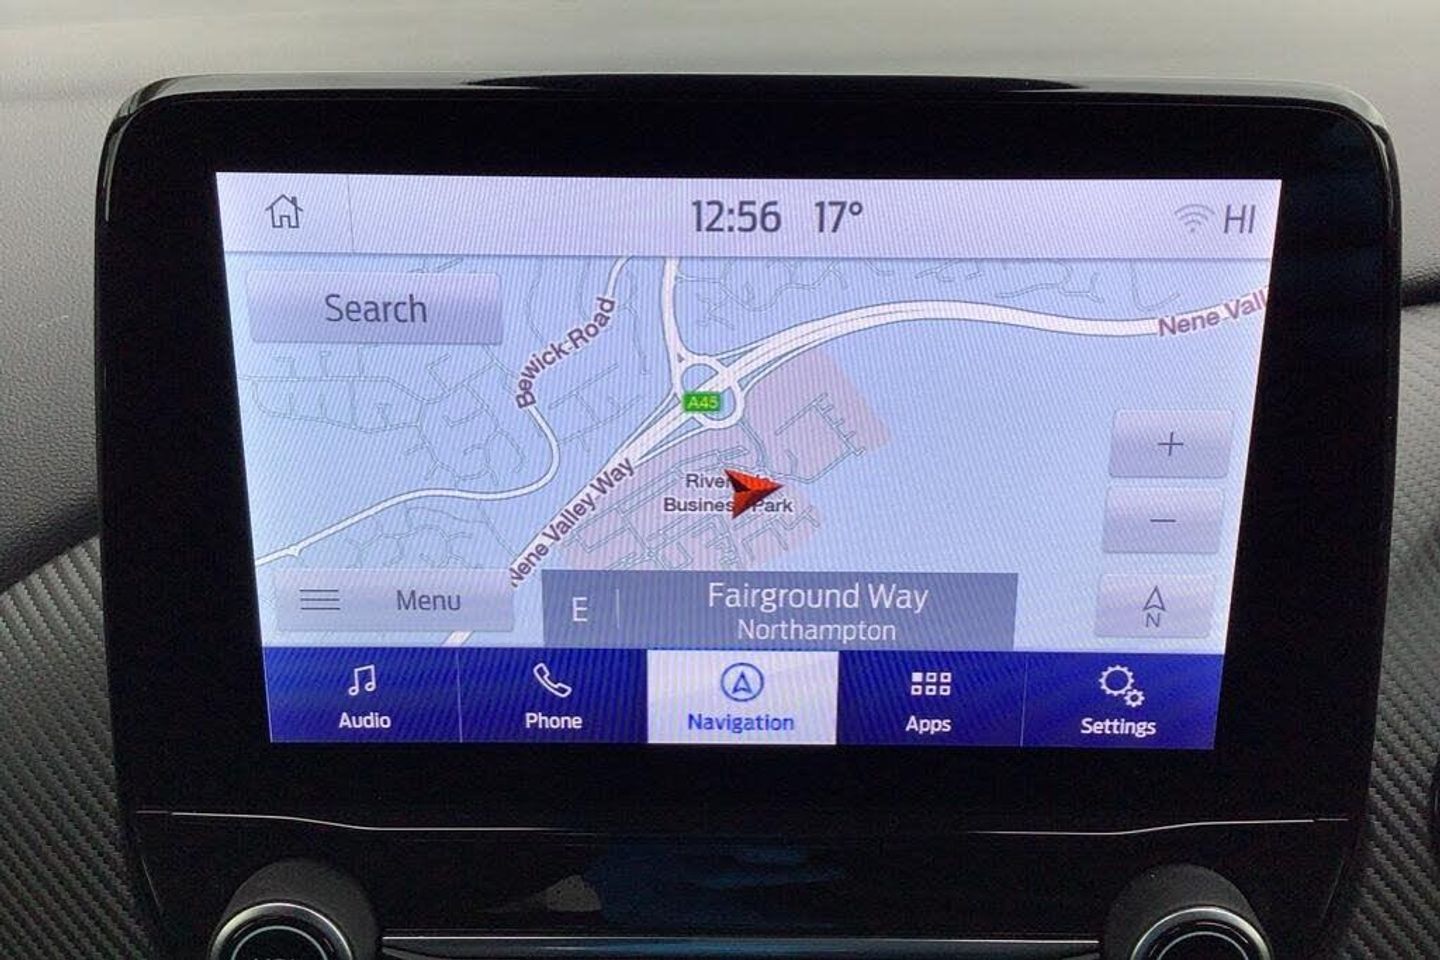 12:56 17° HI
Search
Bewick Road
Nene Vall
A45
Nene Valley Way
River
Business Park
+
−
Menu
E
Fairground Way
Northampton
N
Audio
Phone
Navigation
Apps
Settings